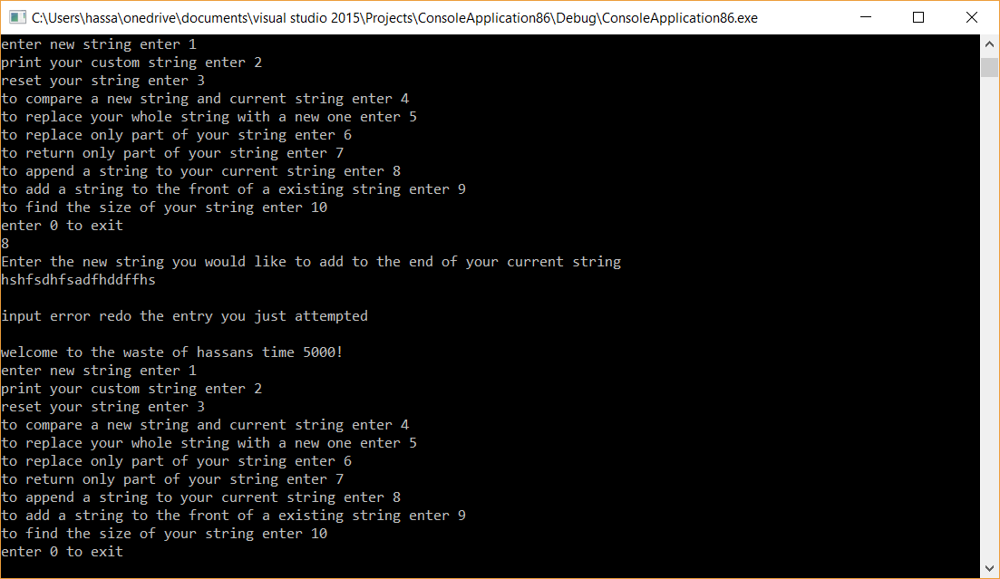 C:\Users\hassa\onedrive\documents\visual studio 2015\Projects\ConsoleApplication86\Debug\ConsoleApplication86.exe
enter new string enter 1
print your custom string enter 2
reset your string enter 3
to compare a new string and current string enter 4
to replace your whole string with a new one enter 5
to replace only part of your string enter 6
to return only part of your string enter 7
to append a string to your current string enter 8
to add a string to the front of a existing string enter 9
to find the size of your string enter 10
enter 0 to exit
8
Enter the new string you would like to add to the end of your current string
hshfsdhfsadfhddffhs
input error redo the entry you just attempted
welcome to the waste of hassans time 5000!
enter new string enter 1
print your custom string enter 2
reset your string enter 3
to compare a new string and current string enter 4
to replace your whole string with a new one enter 5
to replace only part of your string enter 6
to return only part of your string enter 7
to append a string to your current string enter 8
to add a string to the front of a existing string enter 9
to find the size of your string enter 10
enter 0 to exit